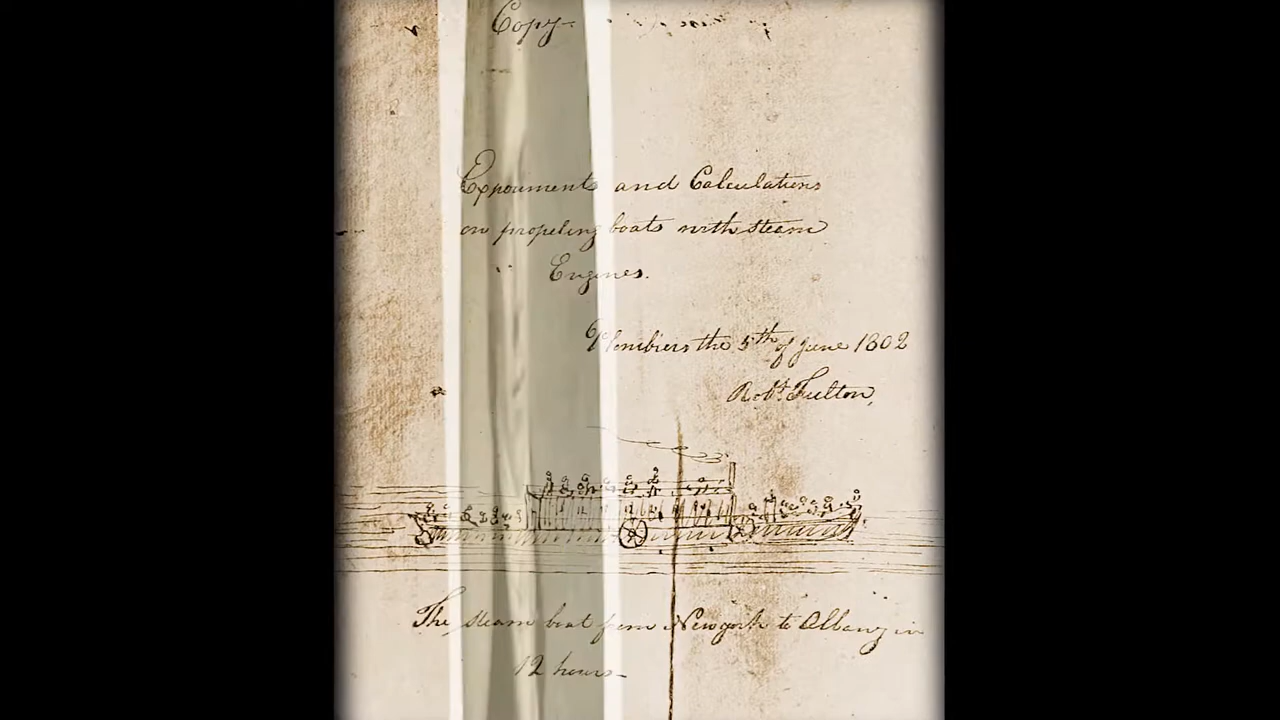 Copy-
Experiments and Calculations
on propeling boats with steam
Engines.
Plombiers the 5th of June 1802
Robt. Fulton,
The steam boat from Newyork to Albany in
12 hours-